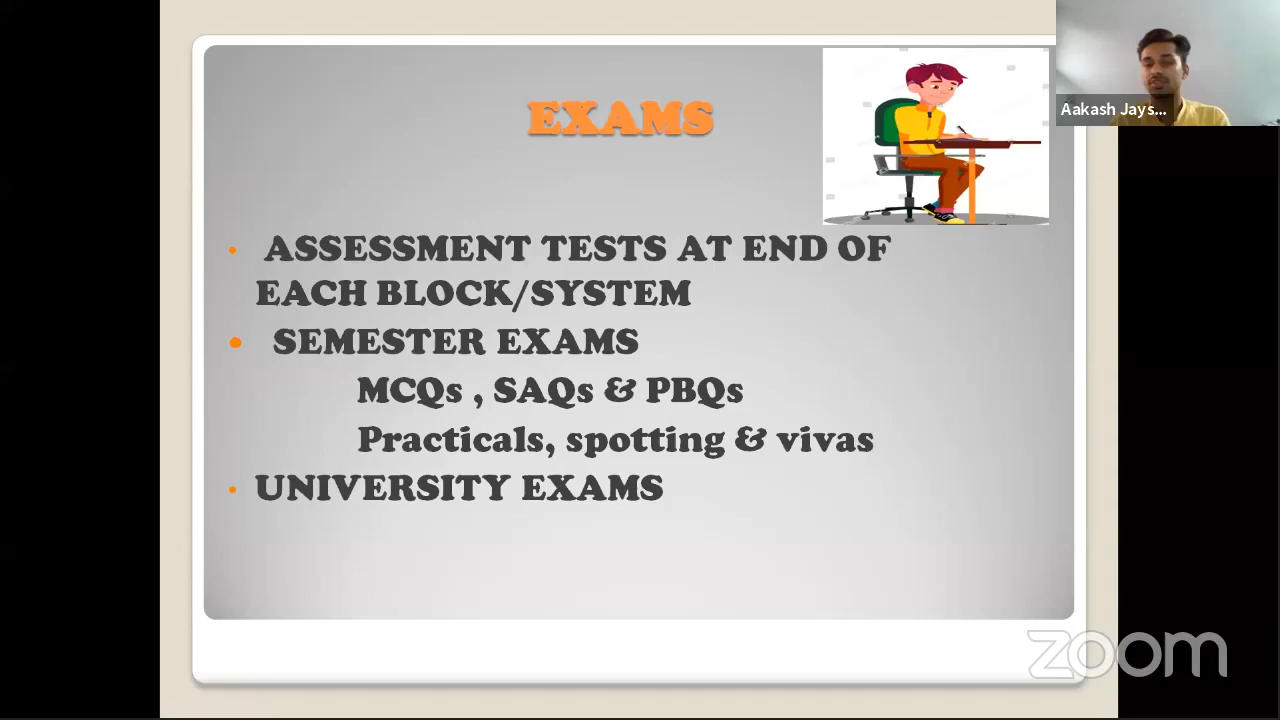 EXAMS
Aakash Jays...
• ASSESSMENT TESTS AT END OF
EACH BLOCK/SYSTEM
• SEMESTER EXAMS
MCQs , SAQs & PBQs
Practicals, spotting & vivas
• UNIVERSITY EXAMS
zoom